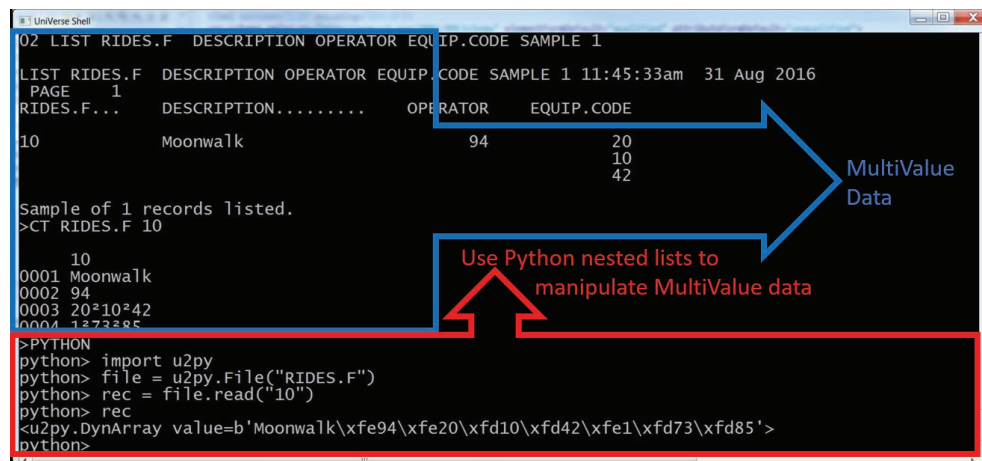 UniVerse Shell
02 LIST RIDES.F DESCRIPTION OPERATOR EQUIP.CODE SAMPLE 1
LIST RIDES.F DESCRIPTION OPERATOR EQUIP.CODE SAMPLE 1 11:45:33am 31 Aug 2016
PAGE 1
RIDES.F... DESCRIPTION......... OPERATOR EQUIP.CODE
10 Moonwalk 94 20
10
42
MultiValue
Data
Sample of 1 records listed.
>CT RIDES.F 10
10
0001 Moonwalk
0002 94
0003 20²10²42
0004 1²73²85
Use Python nested lists to
manipulate MultiValue data
>PYTHON
python> import u2py
python> file = u2py.File("RIDES.F")
python> rec = file.read("10")
python> rec
<u2py.DynArray value=b'Moonwalk\xfe94\xfe20\xfd10\xfd42\xfe1\xfd73\xfd85'>
python>